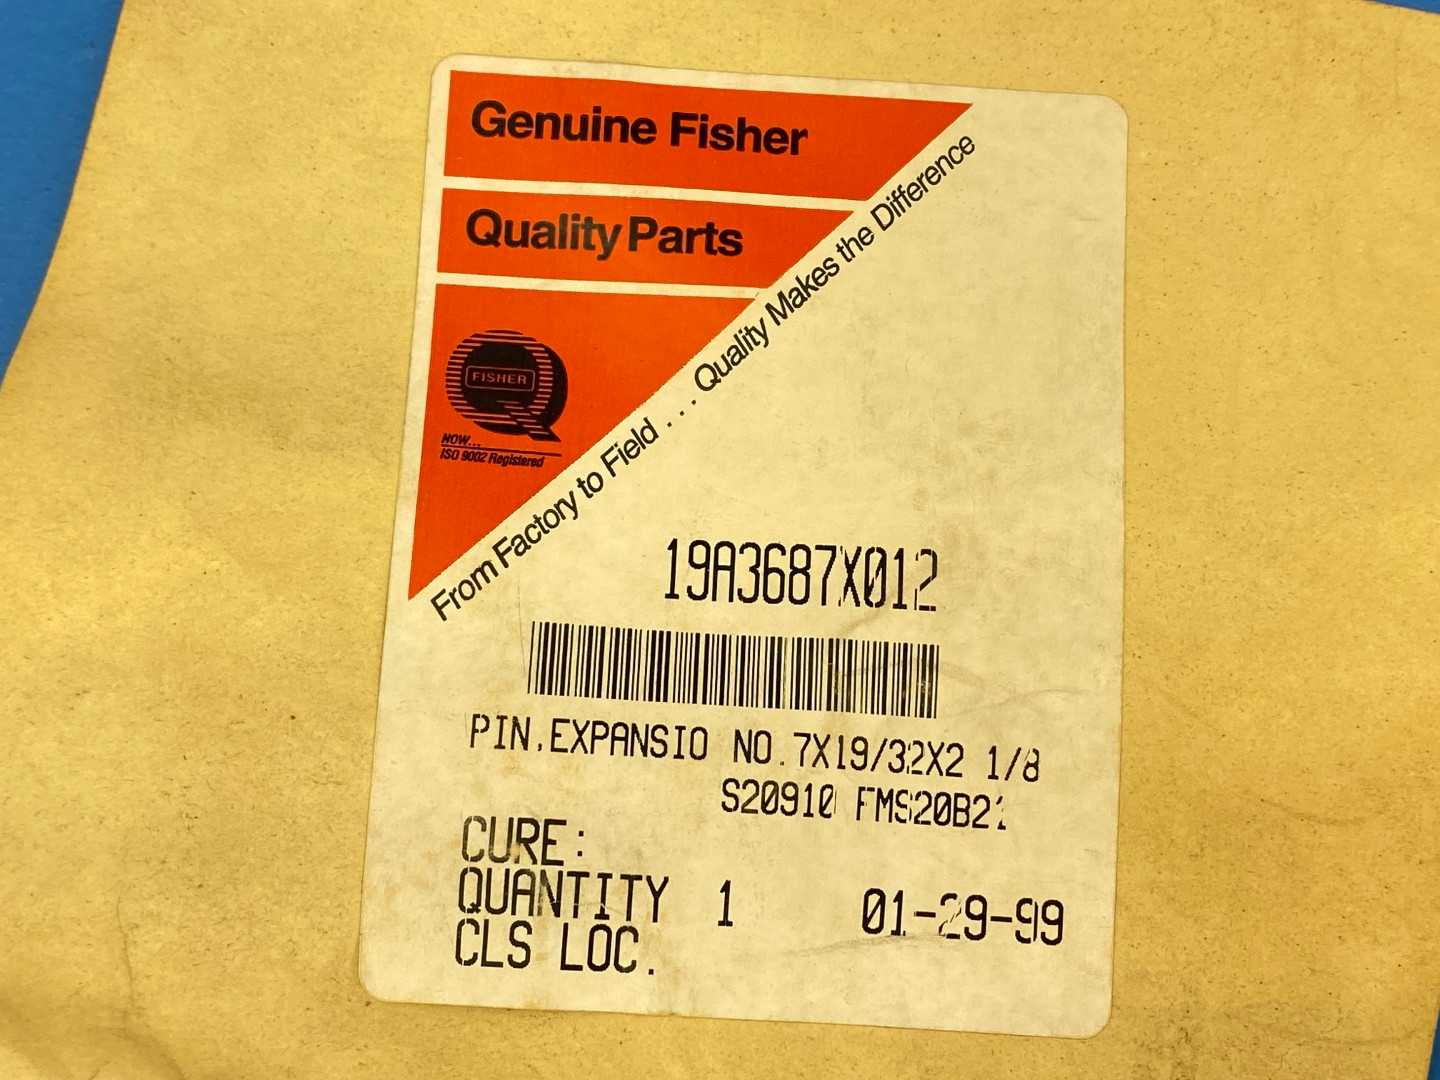 Genuine Fisher
Quality Parts
FISHER
NOW...
ISO 9002 Registered
From Factory to Field . . . Quality Makes the Difference
19A3687X012
PIN,EXPANSIO NO.7X19/32X2 1/8
S20910 FMS20B21
CURE:
QUANTITY 1 01-29-99
CLS LOC.